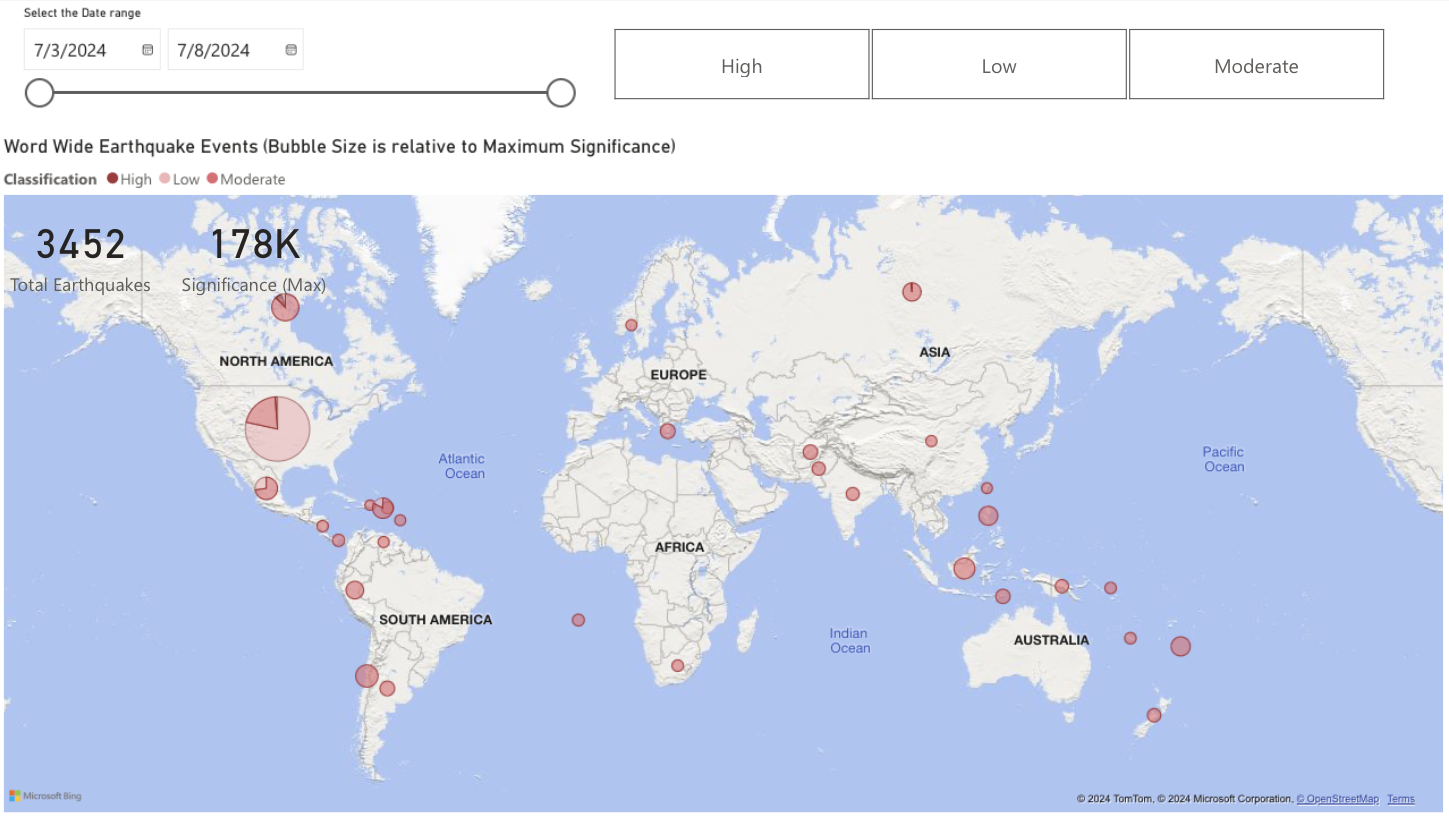 Select the Date range
7/3/2024
7/8/2024
High
Low
Moderate
Word Wide Earthquake Events (Bubble Size is relative to Maximum Significance)
Classification High Low Moderate
3452
178K
Total Earthquakes
Significance (Max)
NORTH AMERICA
ASIA
EUROPE
Atlantic
Ocean
Pacific
Ocean
AFRICA
SOUTH AMERICA
Indian
Ocean
AUSTRALIA
Microsoft Bing
© 2024 TomTom, © 2024 Microsoft Corporation, © OpenStreetMap Terms